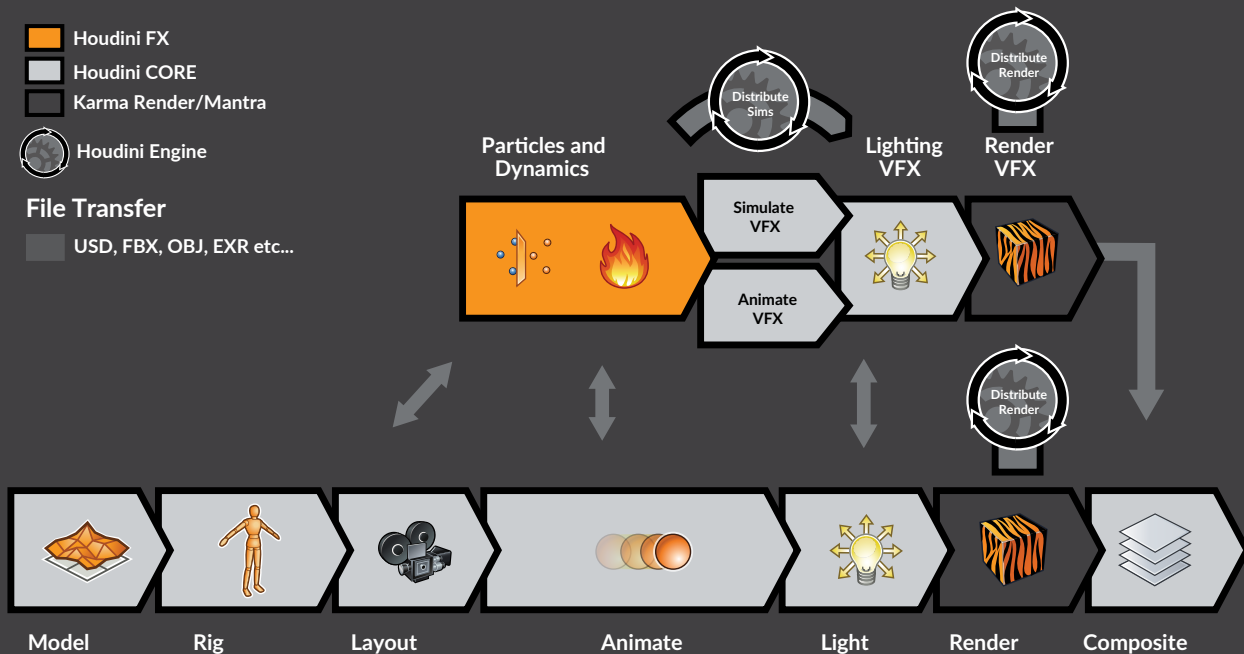 Houdini FX
Houdini CORE
Karma Render/Mantra
Houdini Engine
File Transfer
USD, FBX, OBJ, EXR etc...
Distribute
Sims
Distribute
Render
Particles and
Dynamics
Lighting
VFX
Render
VFX
Simulate
VFX
Animate
VFX
Distribute
Render
Model
Rig
Layout
Animate
Light
Render
Composite